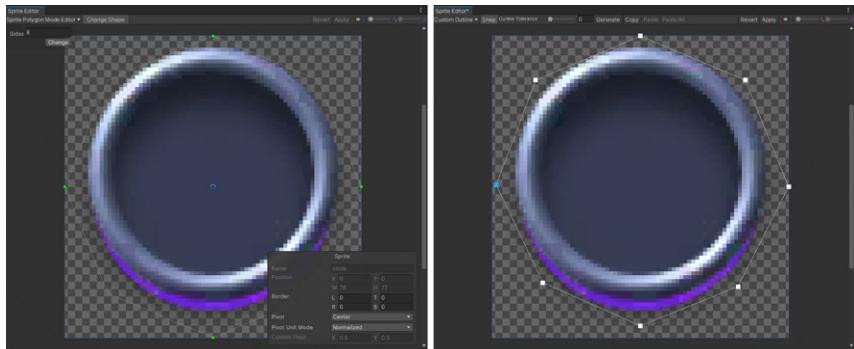 Sprite Editor
Sprite Polygon Mode Editor Change Shape Revert Apply
Sides 8
Change
Sprite
Name circle
Position X 0 Y 0
W 76 H 77
Border L 0 T 0
R 0 B 0
Pivot Center
Pivot Unit Mode Normalized
Custom Pivot X 0.5 Y 0.5
Sprite Editor*
Custom Outline Snap Outline Tolerance 0 Generate Copy Paste Paste All Revert Apply